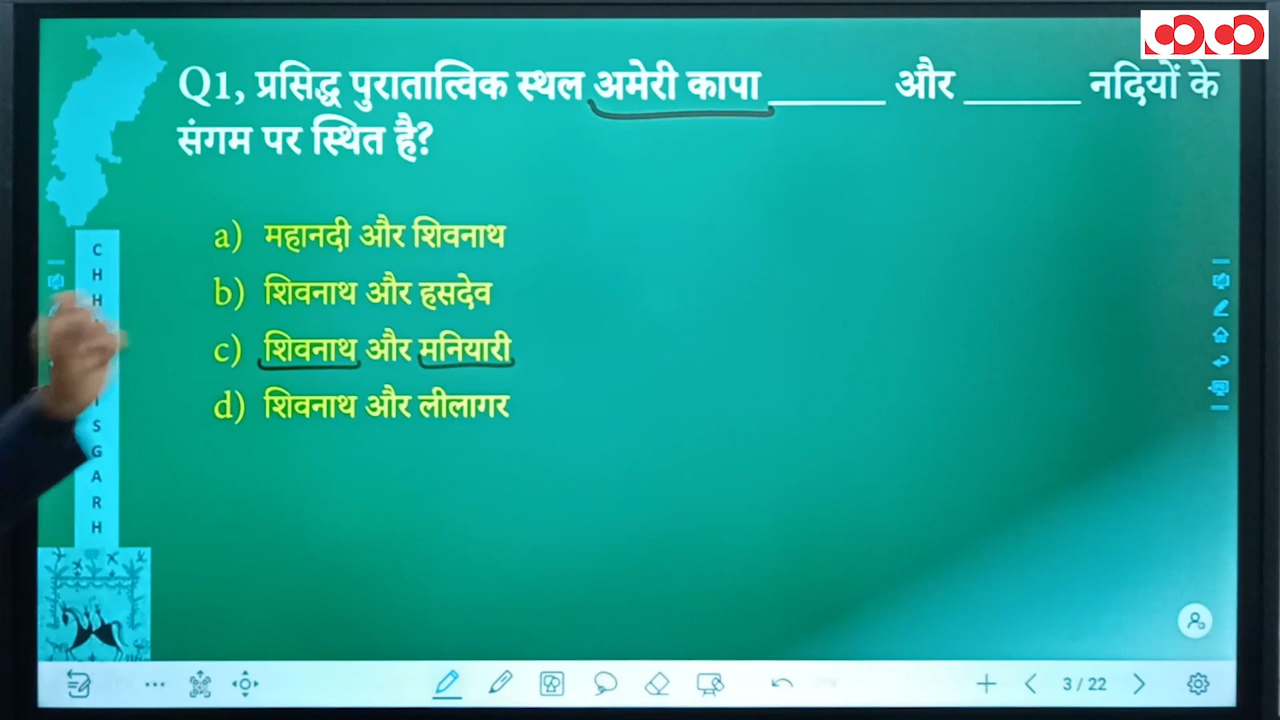 Q1, प्रसिद्ध पुरातात्विक स्थल अमेरी कापा ______ और ______ नदियों के
संगम पर स्थित है?
a) महानदी और शिवनाथ
b) शिवनाथ और हसदेव
c) शिवनाथ और मनियारी
d) शिवनाथ और लीलागर
C
H
H
I
S
G
A
R
H
3 / 22